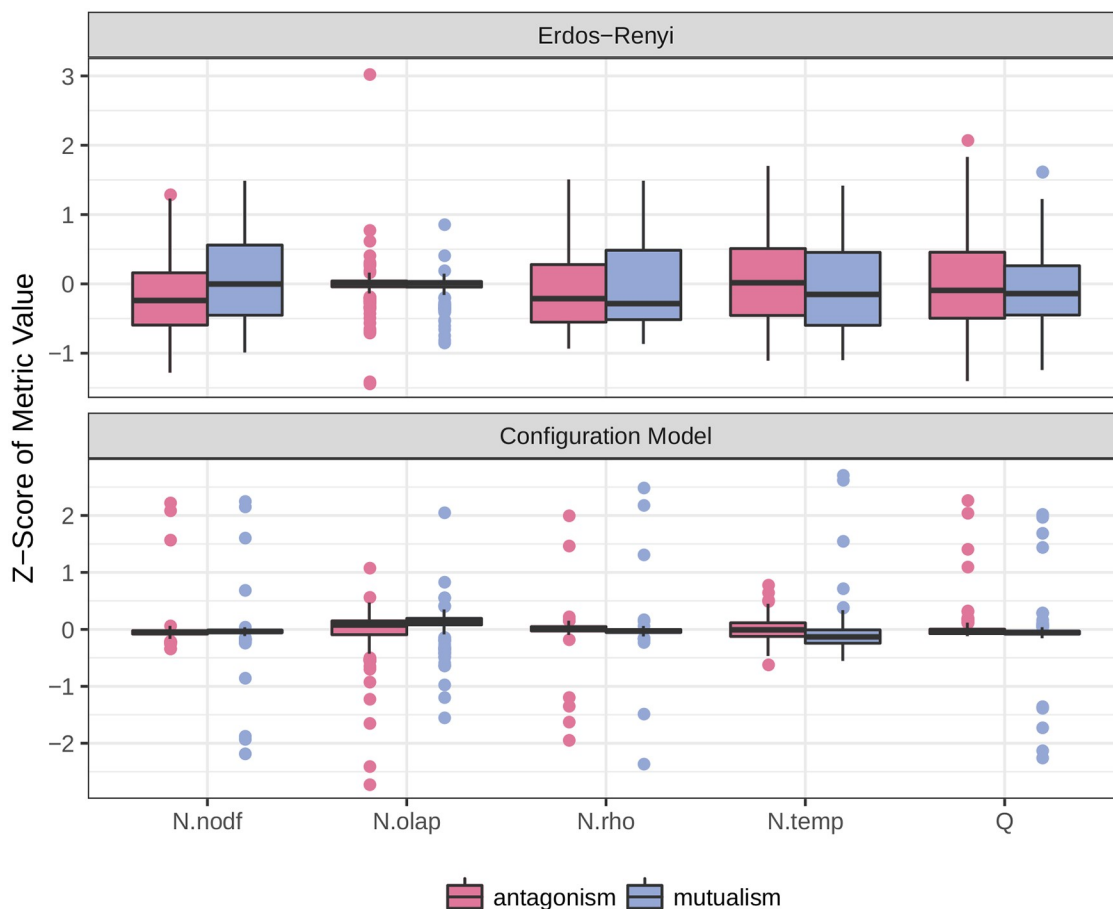 Erdos−Renyi
3
2
1
0
−1
Z−Score of Metric Value
Configuration Model
2
1
0
−1
−2
N.nodf N.olap N.rho N.temp Q
antagonism mutualism